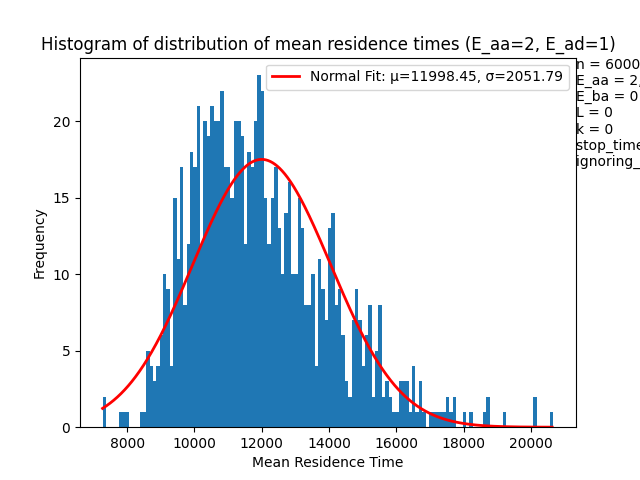 Histogram of distribution of mean residence times (E_aa=2, E_ad=1)
n = 6000
E_aa = 2,
E_ba = 0
L = 0
k = 0
stop_time
ignoring_
Normal Fit: μ=11998.45, σ=2051.79
Frequency
20
15
10
5
0
8000 10000 12000 14000 16000 18000 20000
Mean Residence Time